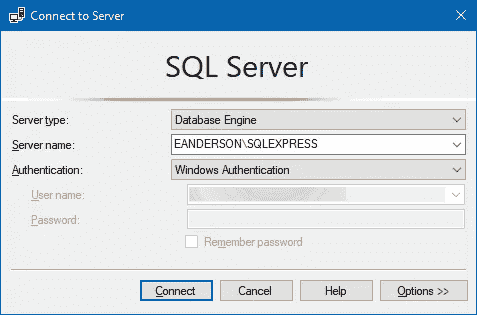 Connect to Server
SQL Server
Server type: Database Engine
Server name: EANDERSON\SQLEXPRESS
Authentication: Windows Authentication
User name:
Password:
Remember password
Connect Cancel Help Options >>